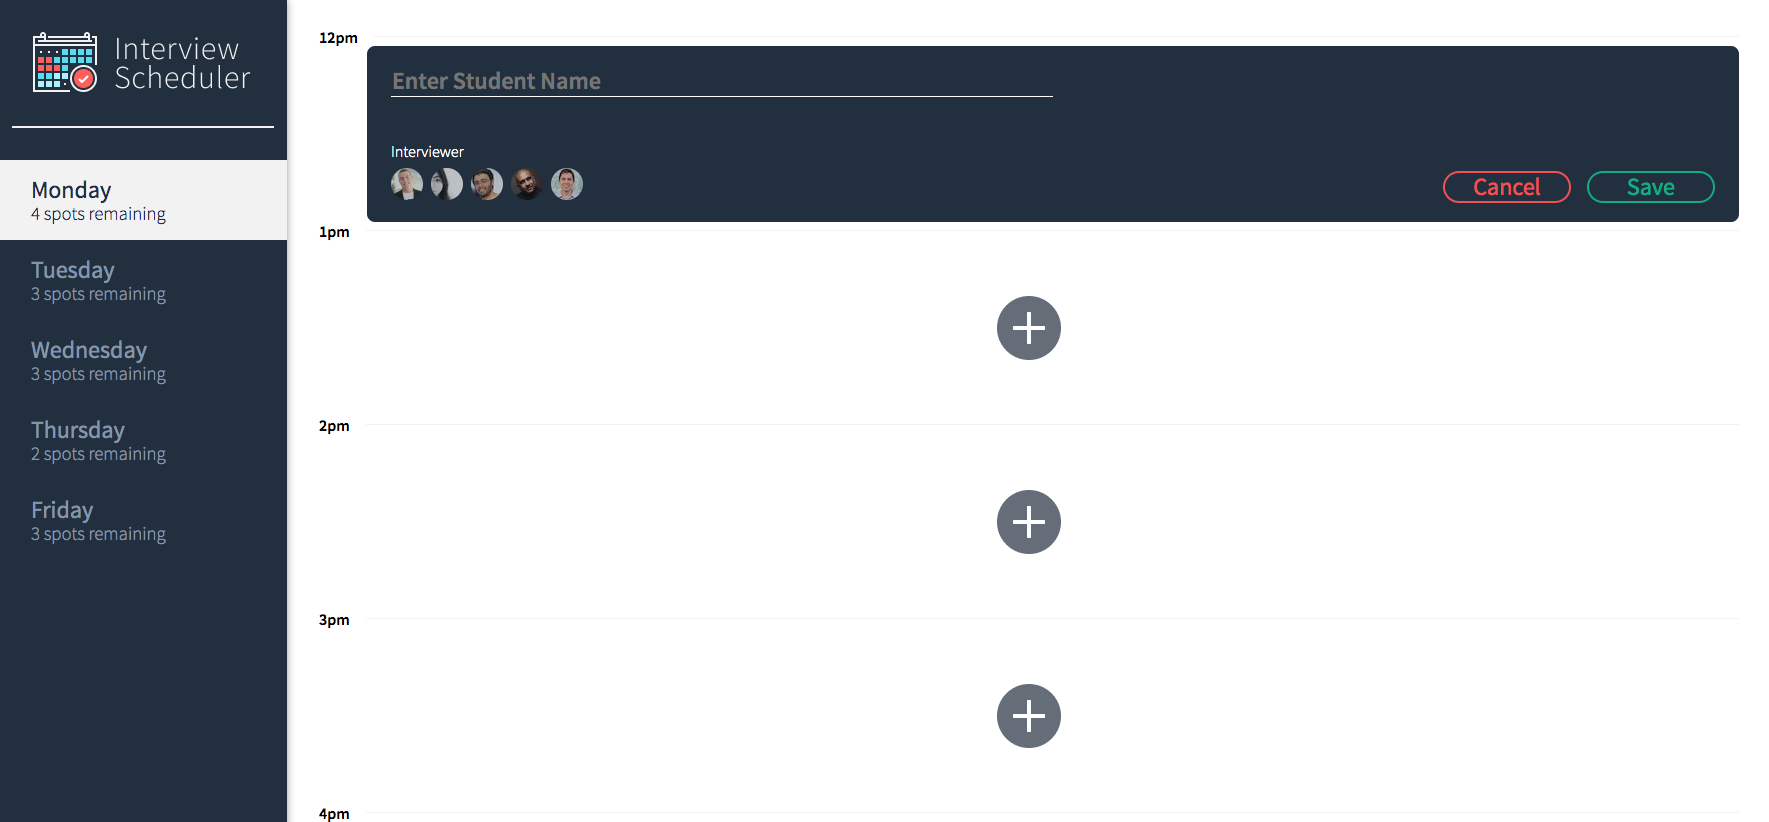 Interview
Scheduler
Monday
4 spots remaining
Tuesday
3 spots remaining
Wednesday
3 spots remaining
Thursday
2 spots remaining
Friday
3 spots remaining
12pm
Enter Student Name
Interviewer
Cancel
Save
1pm
2pm
3pm
4pm